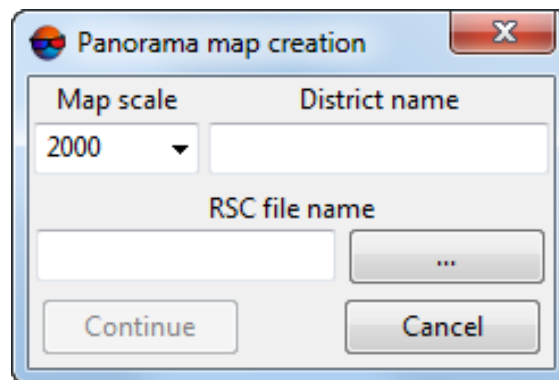 Panorama map creation
Map scale District name
2000
RSC file name
...
Continue Cancel